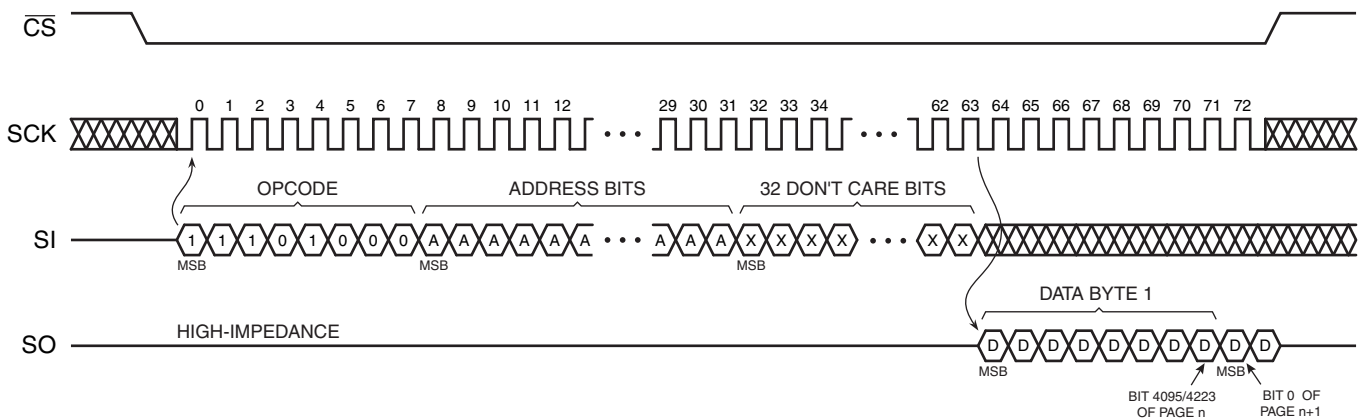 CS
0 1 2 3 4 5 6 7 8 9 10 11 12 29 30 31 32 33 34 62 63 64 65 66 67 68 69 70 71 72
SCK
OPCODE ADDRESS BITS 32 DON'T CARE BITS
SI 1 1 1 0 1 0 0 0 A A A A A A A A A X X X X X X
MSB MSB MSB
DATA BYTE 1
HIGH-IMPEDANCE
SO D D D D D D D D D D
MSB MSB
BIT 4095/4223
OF PAGE n
BIT 0 OF
PAGE n+1